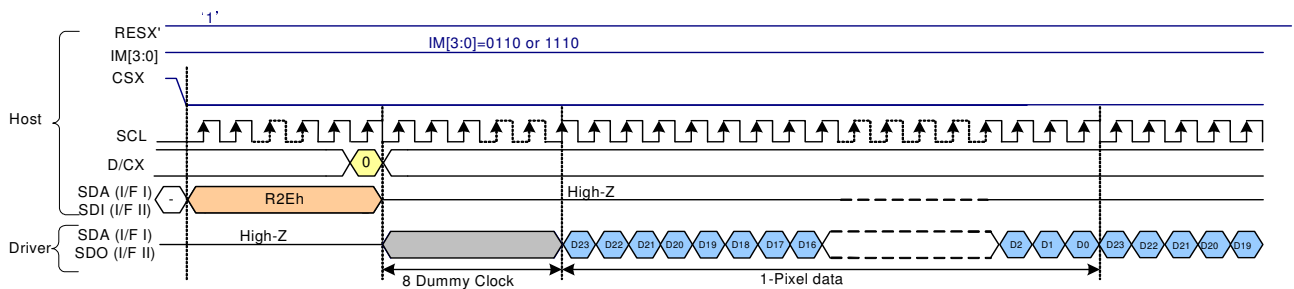 '1'
RESX'
IM[3:0]=0110 or 1110
IM[3:0]
CSX
Host
SCL
D/CX
0
SDA (I/F I)
SDI (I/F II)
-
R2Eh
High-Z
Driver
SDA (I/F I)
SDO (I/F II)
High-Z
D23 D22 D21 D20 D19 D18 D17 D16 D2 D1 D0 D23 D22 D21 D20 D19
8 Dummy Clock
1-Pixel data